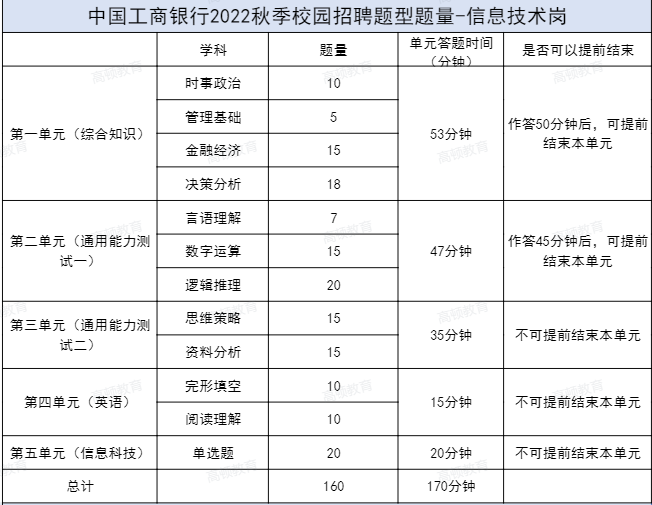 中国工商银行2022秋季校园招聘题型题量-信息技术岗
学科 题量 单元答题时间（分钟） 是否可以提前结束
第一单元（综合知识） 时事政治 10 53分钟 作答50分钟后，可提前结束本单元
管理基础 5
金融经济 15
决策分析 18
第二单元（通用能力测试一） 言语理解 7 47分钟 作答45分钟后，可提前结束本单元
数字运算 15
逻辑推理 20
第三单元（通用能力测试二） 思维策略 15 35分钟 不可提前结束本单元
资料分析 15
第四单元（英语） 完形填空 10 15分钟 不可提前结束本单元
阅读理解 10
第五单元（信息科技） 单选题 20 20分钟 不可提前结束本单元
总计 160 170分钟
高顿教育